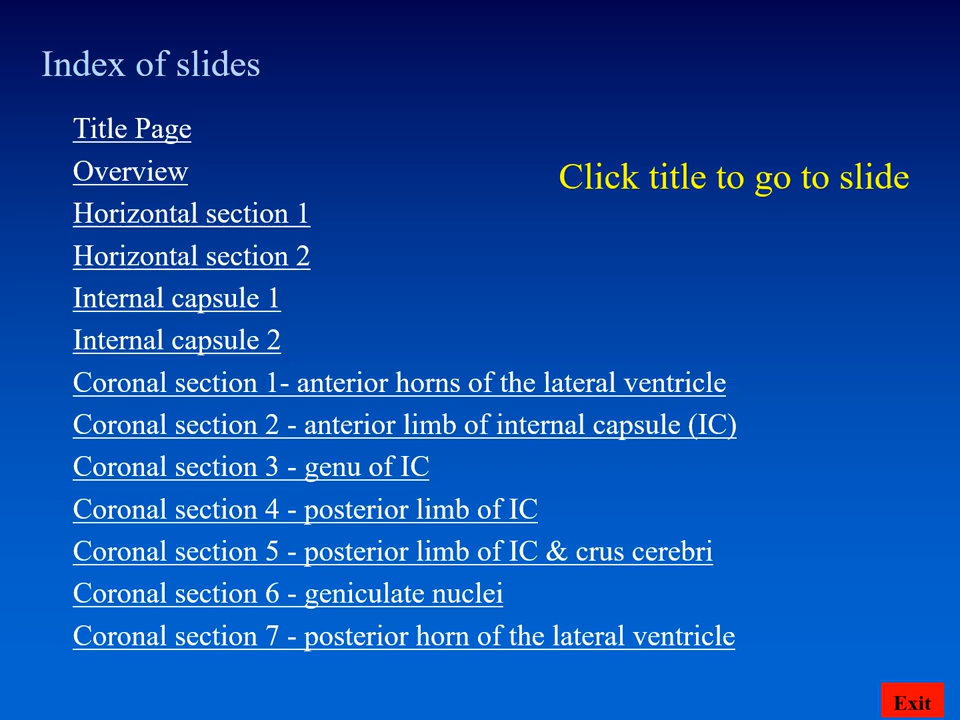 Index of slides
Title Page
Overview
Click title to go to slide
Horizontal section 1
Horizontal section 2
Internal capsule 1
Internal capsule 2
Coronal section 1- anterior horns of the lateral ventricle
Coronal section 2 - anterior limb of internal capsule (IC)
Coronal section 3 - genu of IC
Coronal section 4 - posterior limb of IC
Coronal section 5 - posterior limb of IC & crus cerebri
Coronal section 6 - geniculate nuclei
Coronal section 7 - posterior horn of the lateral ventricle
Exit